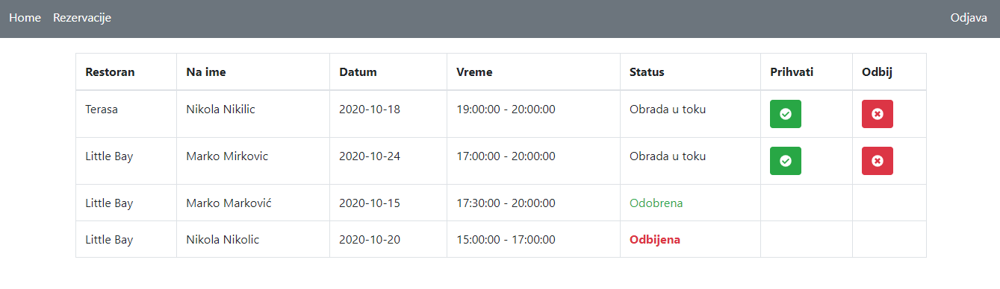 Home Rezervacije Odjava
Restoran Na ime Datum Vreme Status Prihvati Odbij
Terasa Nikola Nikilic 2020-10-18 19:00:00 - 20:00:00 Obrada u toku
Little Bay Marko Mirkovic 2020-10-24 17:00:00 - 20:00:00 Obrada u toku
Little Bay Marko Marković 2020-10-15 17:30:00 - 20:00:00 Odobrena
Little Bay Nikola Nikolic 2020-10-20 15:00:00 - 17:00:00 Odbijena